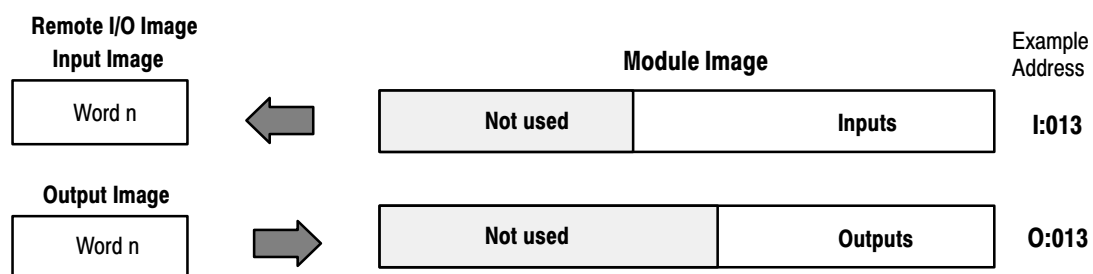 Remote I/O Image
Input Image
Module Image
Example
Address
Word n
Not used
Inputs
I:013
Output Image
Word n
Not used
Outputs
O:013